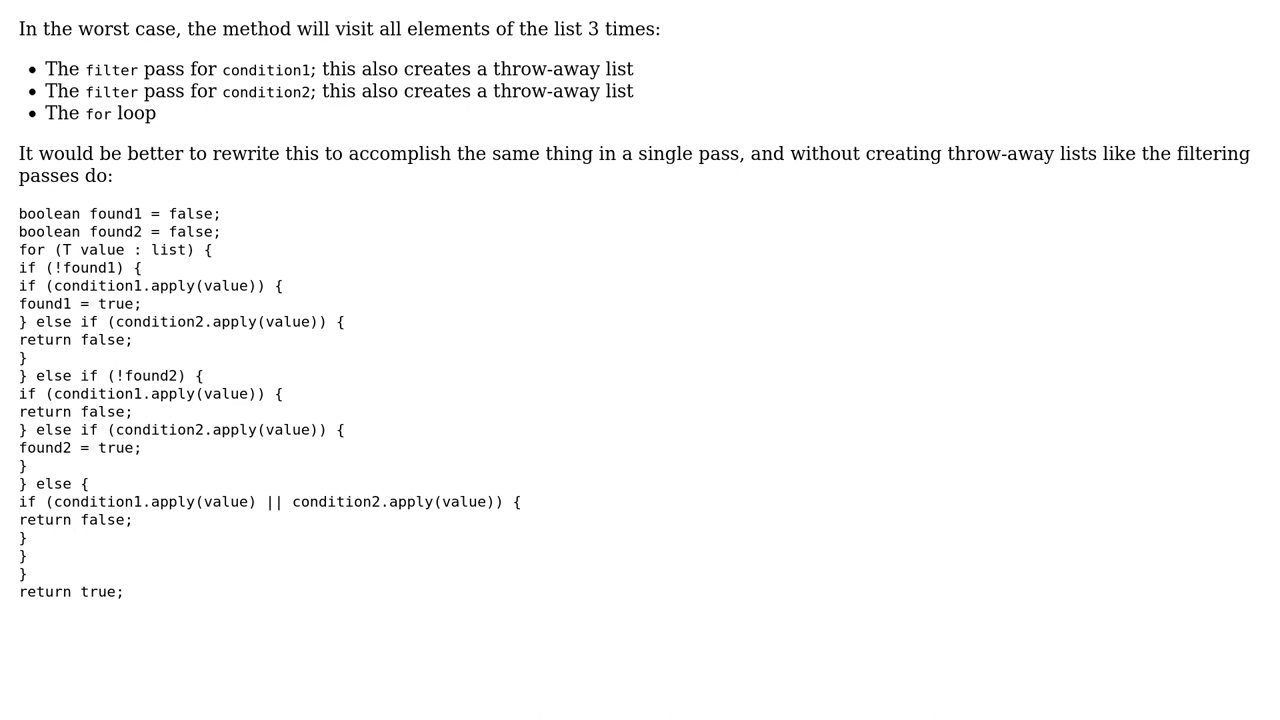 In the worst case, the method will visit all elements of the list 3 times:
• The filter pass for condition1; this also creates a throw-away list
• The filter pass for condition2; this also creates a throw-away list
• The for loop
It would be better to rewrite this to accomplish the same thing in a single pass, and without creating throw-away lists like the filtering
passes do:
boolean found1 = false;
boolean found2 = false;
for (T value : list) {
if (!found1) {
if (condition1.apply(value)) {
found1 = true;
} else if (condition2.apply(value)) {
return false;
}
} else if (!found2) {
if (condition1.apply(value)) {
return false;
} else if (condition2.apply(value)) {
found2 = true;
}
} else {
if (condition1.apply(value) || condition2.apply(value)) {
return false;
}
}
}
return true;